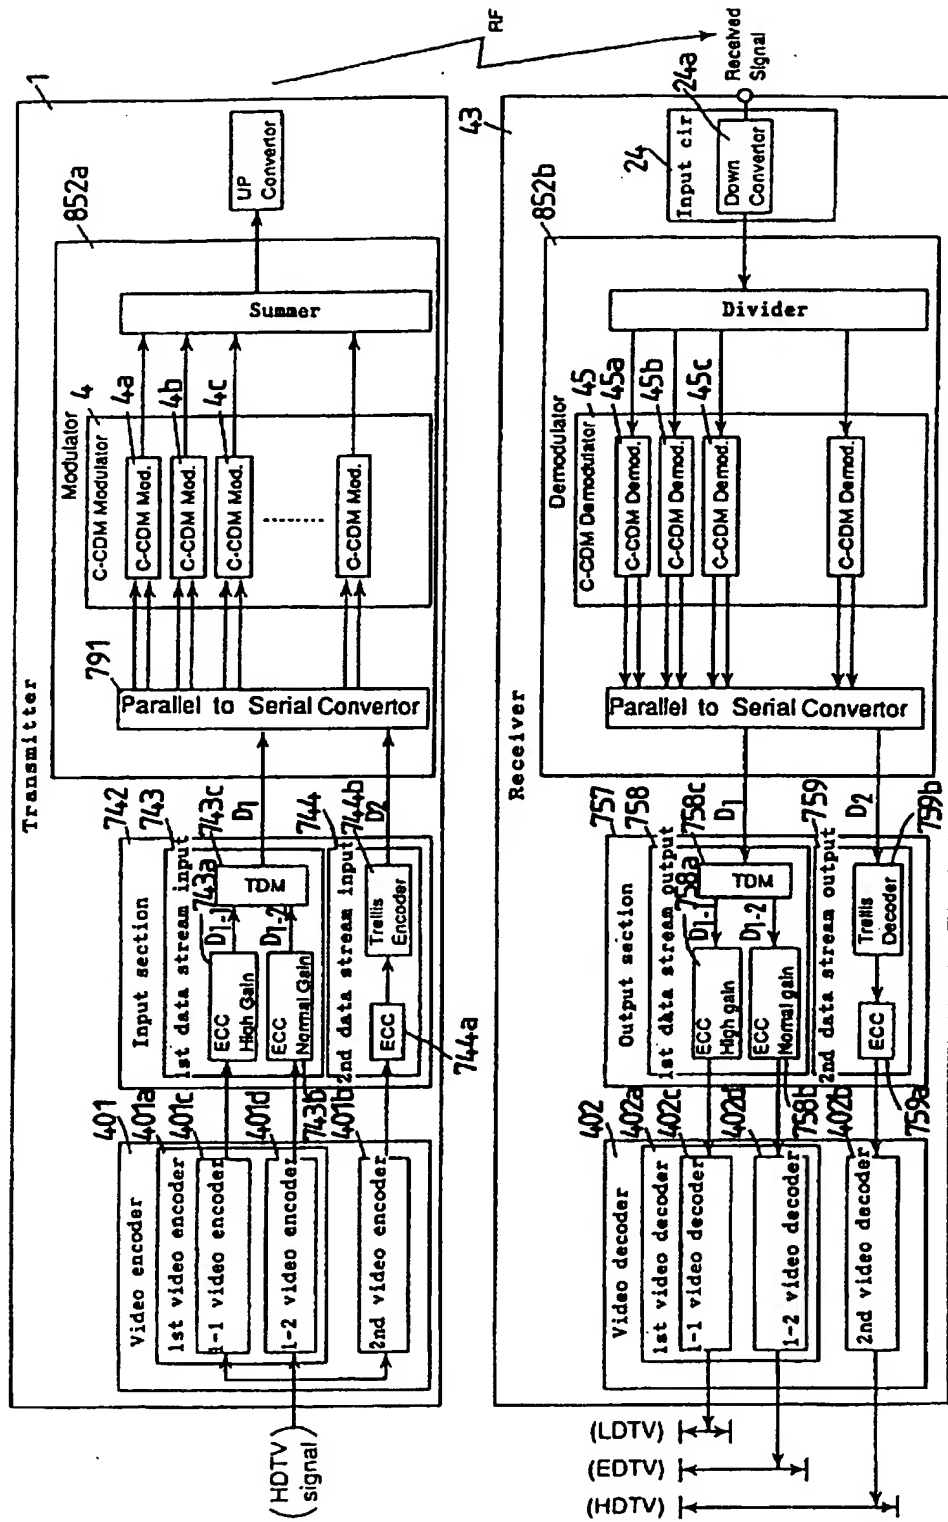 Transmitter
1
RF
(HDTV signal)
401
401a
401c
401d
401b
Video encoder
1st video encoder
1-1 video encoder
1-2 video encoder
2nd video encoder
742
743
743a
743c
743b
744
744b
744a
Input section
1st data stream input
ECC
High Gain
ECC
Normal Gain
D1-1
D1-2
TDM
2nd data stream input
ECC
Trellis
Encoder
D1
D2
791
Parallel to Serial Convertor
852a
Modulator
4
C-CDM Modulator
4a
C-CDM Mod.
4b
C-CDM Mod.
4c
C-CDM Mod.
........
C-CDM Mod.
Summer
UP
Convertor
Receiver
43
Received
Signal
24
Input cir.
24a
Down
Convertor
852b
Demodulator
45
C-CDM Demodulator
45a
C-CDM Demod.
45b
C-CDM Demod.
45c
C-CDM Demod.
C-CDM Demod.
Divider
Parallel to Serial Convertor
D1
D2
757
758
758a
758c
758b
759
759b
759a
Output section
1st data stream output
ECC
High gain
ECC
Normal gain
D1-1
D1-2
TDM
2nd data stream output
ECC
Trellis
Decoder
402
402a
402c
402d
402b
Video decoder
1st video decoder
1-1 video decoder
1-2 video decoder
2nd video decoder
(LDTV)
(EDTV)
(HDTV)